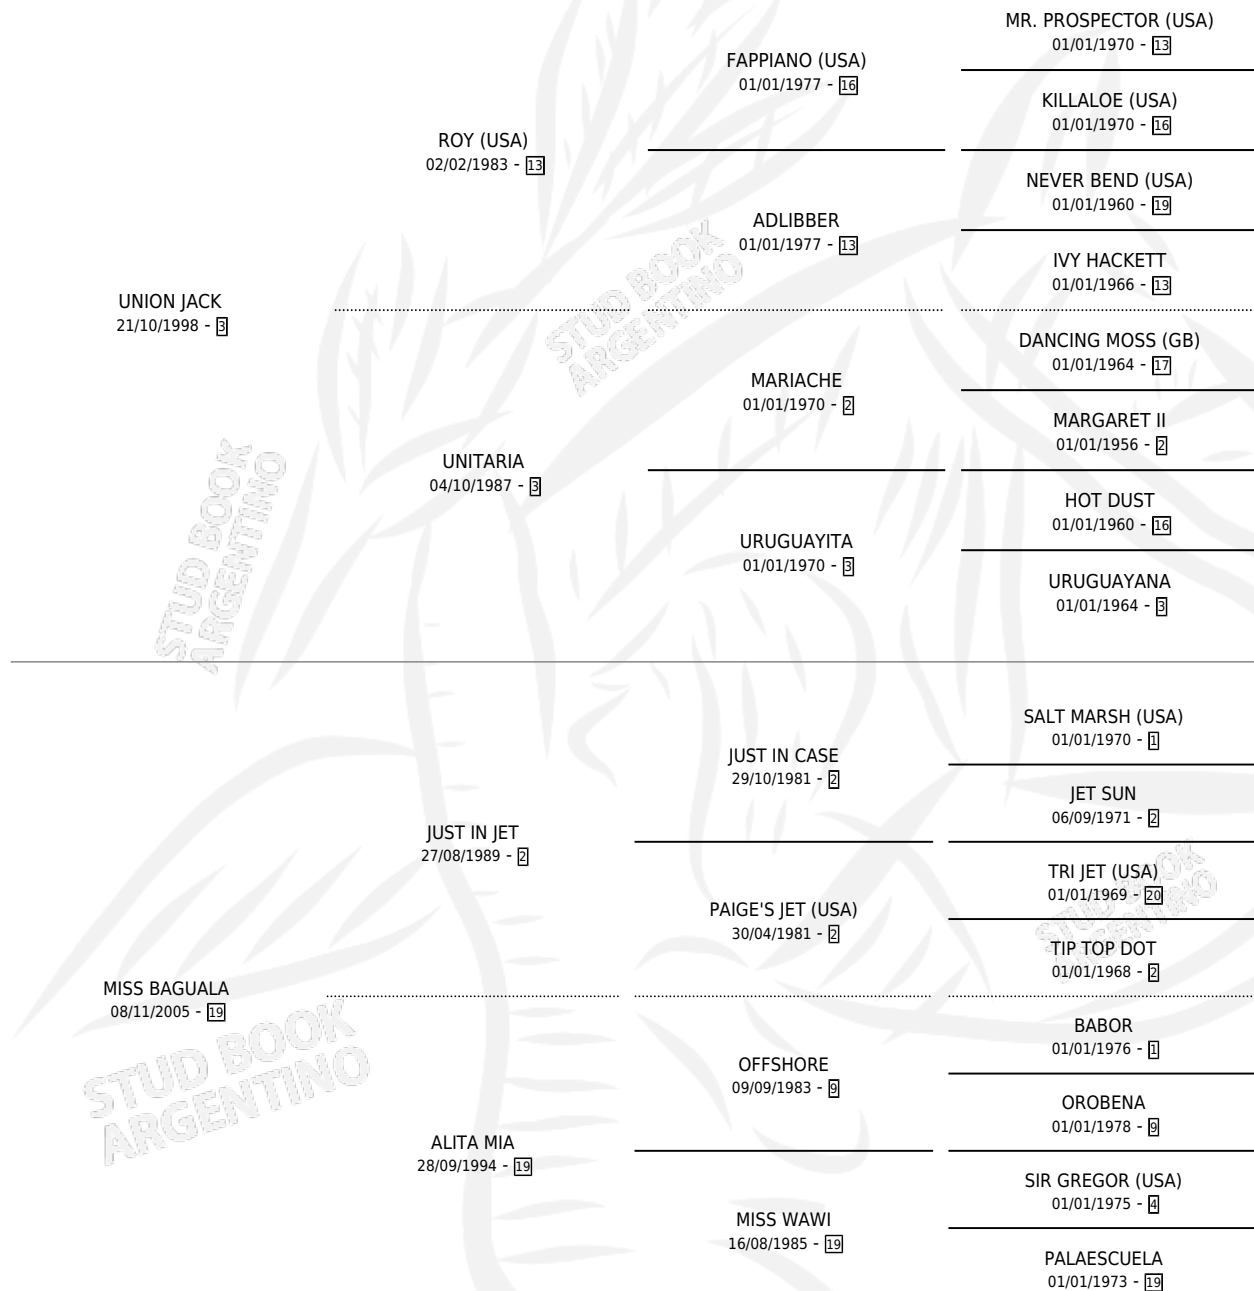 MR. PROSPECTOR (USA)
01/01/1970 - 13
FAPPIANO (USA)
01/01/1977 - 16
KILLALOE (USA)
01/01/1970 - 16
ROY (USA)
02/02/1983 - 13
NEVER BEND (USA)
01/01/1960 - 19
ADLIBBER
01/01/1977 - 13
IVY HACKETT
01/01/1966 - 13
UNION JACK
21/10/1998 - 3
DANCING MOSS (GB)
01/01/1964 - 17
MARIACHE
01/01/1970 - 2
MARGARET II
01/01/1956 - 2
UNITARIA
04/10/1987 - 3
HOT DUST
01/01/1960 - 16
URUGUAYITA
01/01/1970 - 3
URUGUAYANA
01/01/1964 - 3
SALT MARSH (USA)
01/01/1970 - 1
JUST IN CASE
29/10/1981 - 2
JET SUN
06/09/1971 - 2
JUST IN JET
27/08/1989 - 2
TRI JET (USA)
01/01/1969 - 20
PAIGE'S JET (USA)
30/04/1981 - 2
TIP TOP DOT
01/01/1968 - 2
MISS BAGUALA
08/11/2005 - 19
BABOR
01/01/1976 - 1
OFFSHORE
09/09/1983 - 9
OROBENA
01/01/1978 - 9
ALITA MIA
28/09/1994 - 19
SIR GREGOR (USA)
01/01/1975 - 4
MISS WAWI
16/08/1985 - 19
PALAESCUELA
01/01/1973 - 19
STUD BOOK
ARGENTINO
STUD BOOK
ARGENTINO
STUD BOOK
ARGENTINO
STUD BOOK
ARGENTINO